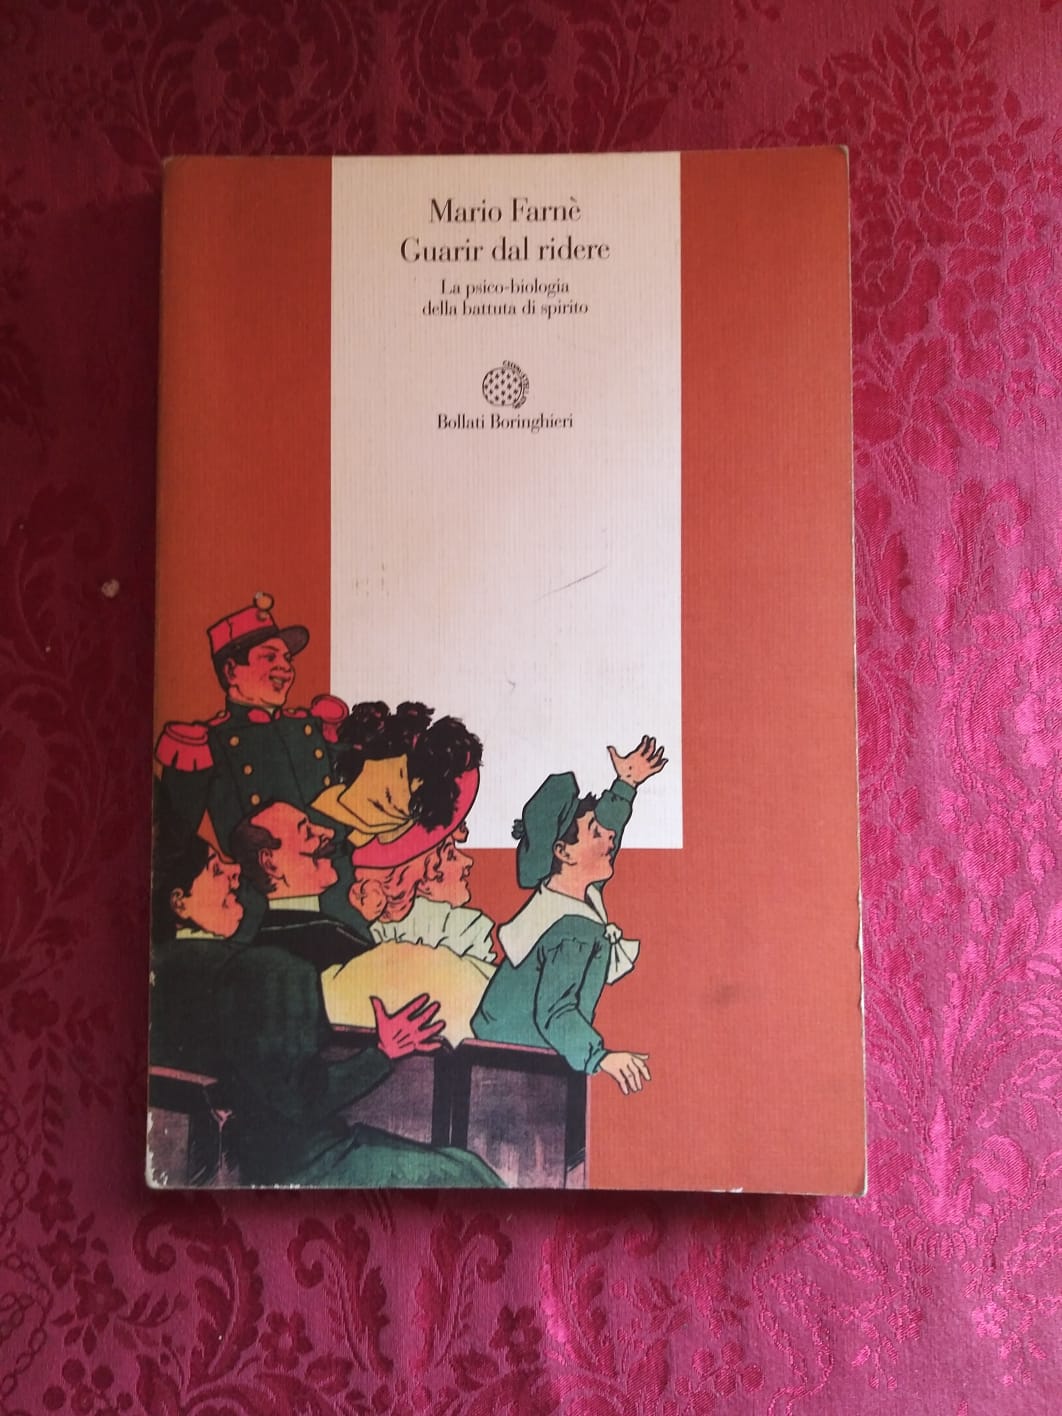 Mario Farnè
Guarir dal ridere
La psico-biologia
della battuta di spirito
Bollati Boringhieri